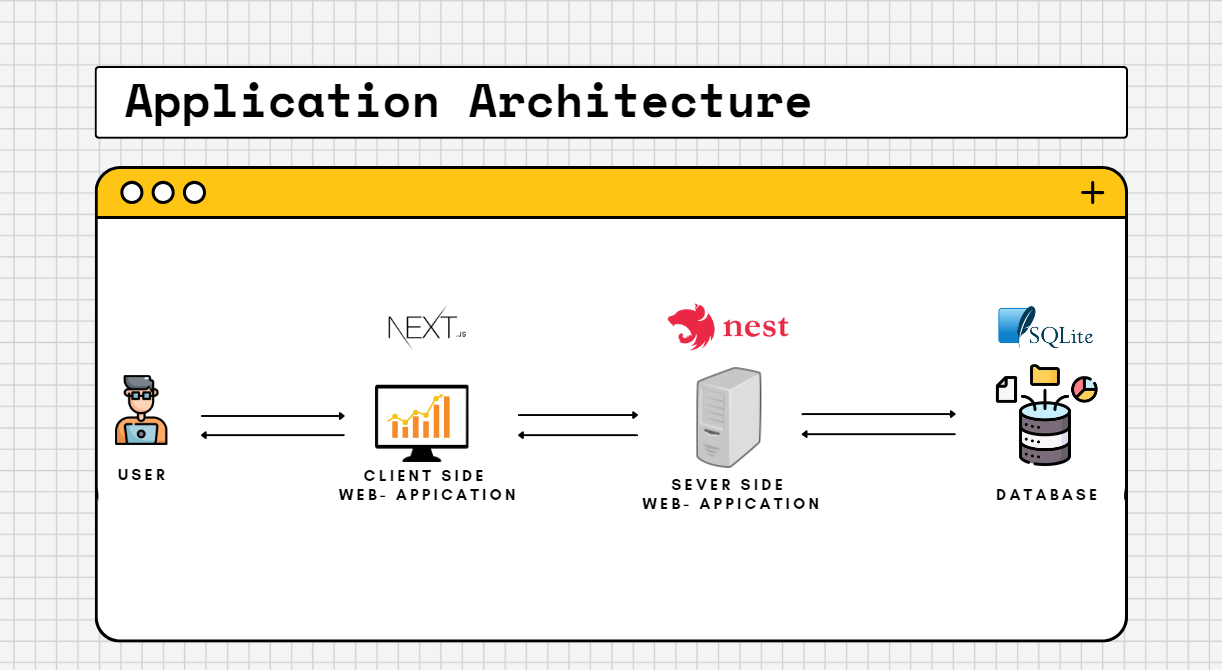 Application Architecture
NEXT.JS
nest
SQLite
USER
CLIENT SIDE
WEB- APPICATION
SEVER SIDE
WEB- APPICATION
DATABASE